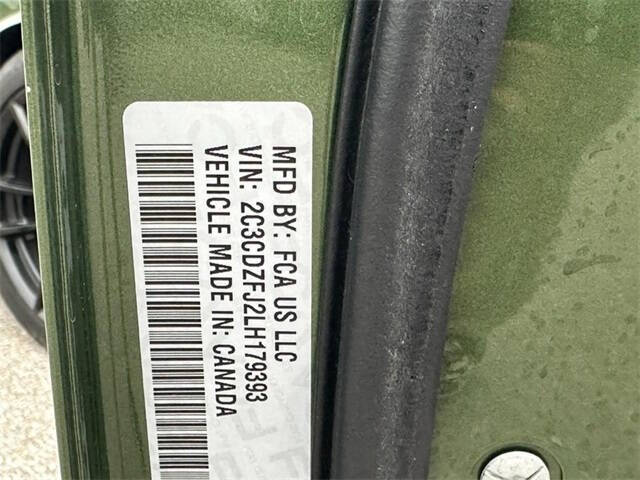 MFD BY: FCA US LLC
VIN: 2C3CDZFJ2LH179393
VEHICLE MADE IN: CANADA